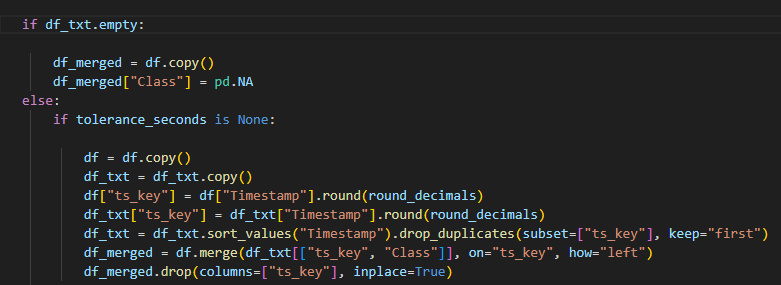 if df_txt.empty:
df_merged = df.copy()
df_merged["Class"] = pd.NA
else:
if tolerance_seconds is None:
df = df.copy()
df_txt = df_txt.copy()
df["ts_key"] = df["Timestamp"].round(round_decimals)
df_txt["ts_key"] = df_txt["Timestamp"].round(round_decimals)
df_txt = df_txt.sort_values("Timestamp").drop_duplicates(subset=["ts_key"], keep="first")
df_merged = df.merge(df_txt[["ts_key", "Class"]], on="ts_key", how="left")
df_merged.drop(columns=["ts_key"], inplace=True)